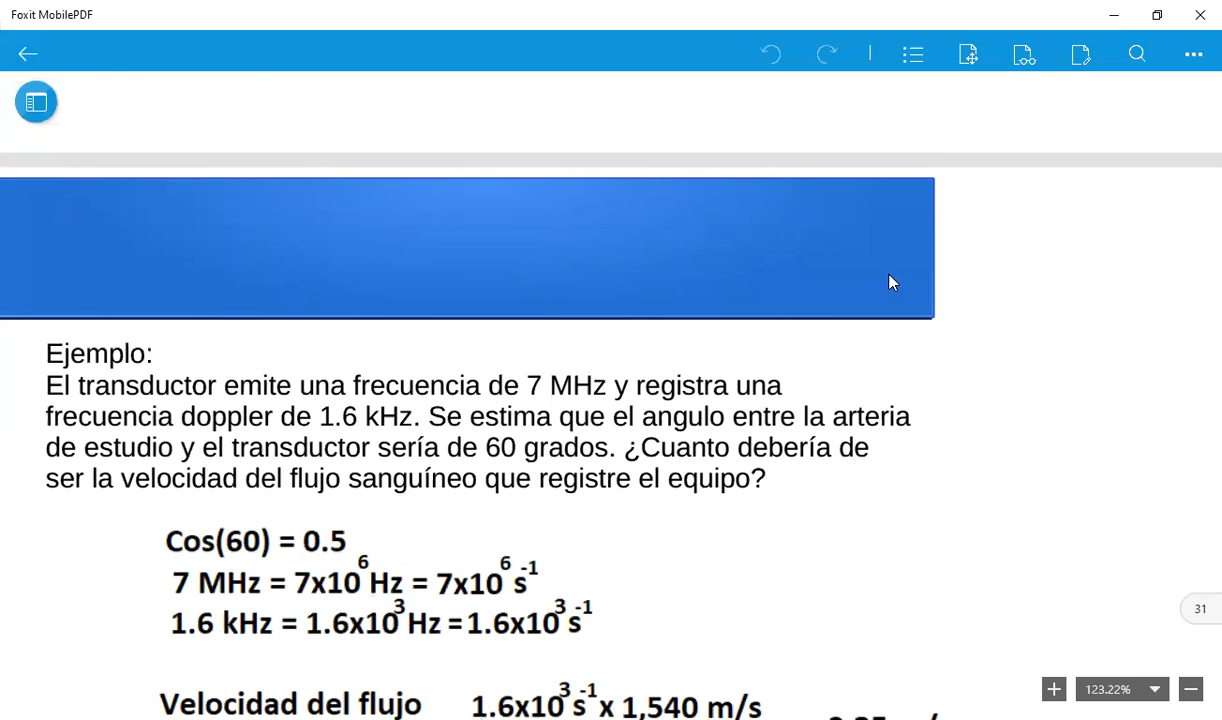 Foxit MobilePDF
Ejemplo:
El transductor emite una frecuencia de 7 MHz y registra una
frecuencia doppler de 1.6 kHz. Se estima que el angulo entre la arteria
de estudio y el transductor sería de 60 grados. ¿Cuanto debería de
ser la velocidad del flujo sanguíneo que registre el equipo?
Cos(60) = 0.5
7 MHz = 7x10⁶ Hz = 7x10⁶ s⁻¹
1.6 kHz = 1.6x10³ Hz = 1.6x10³ s⁻¹
31
Velocidad del flujo 1.6x10³ s⁻¹ x 1,540 m/s
123.22%